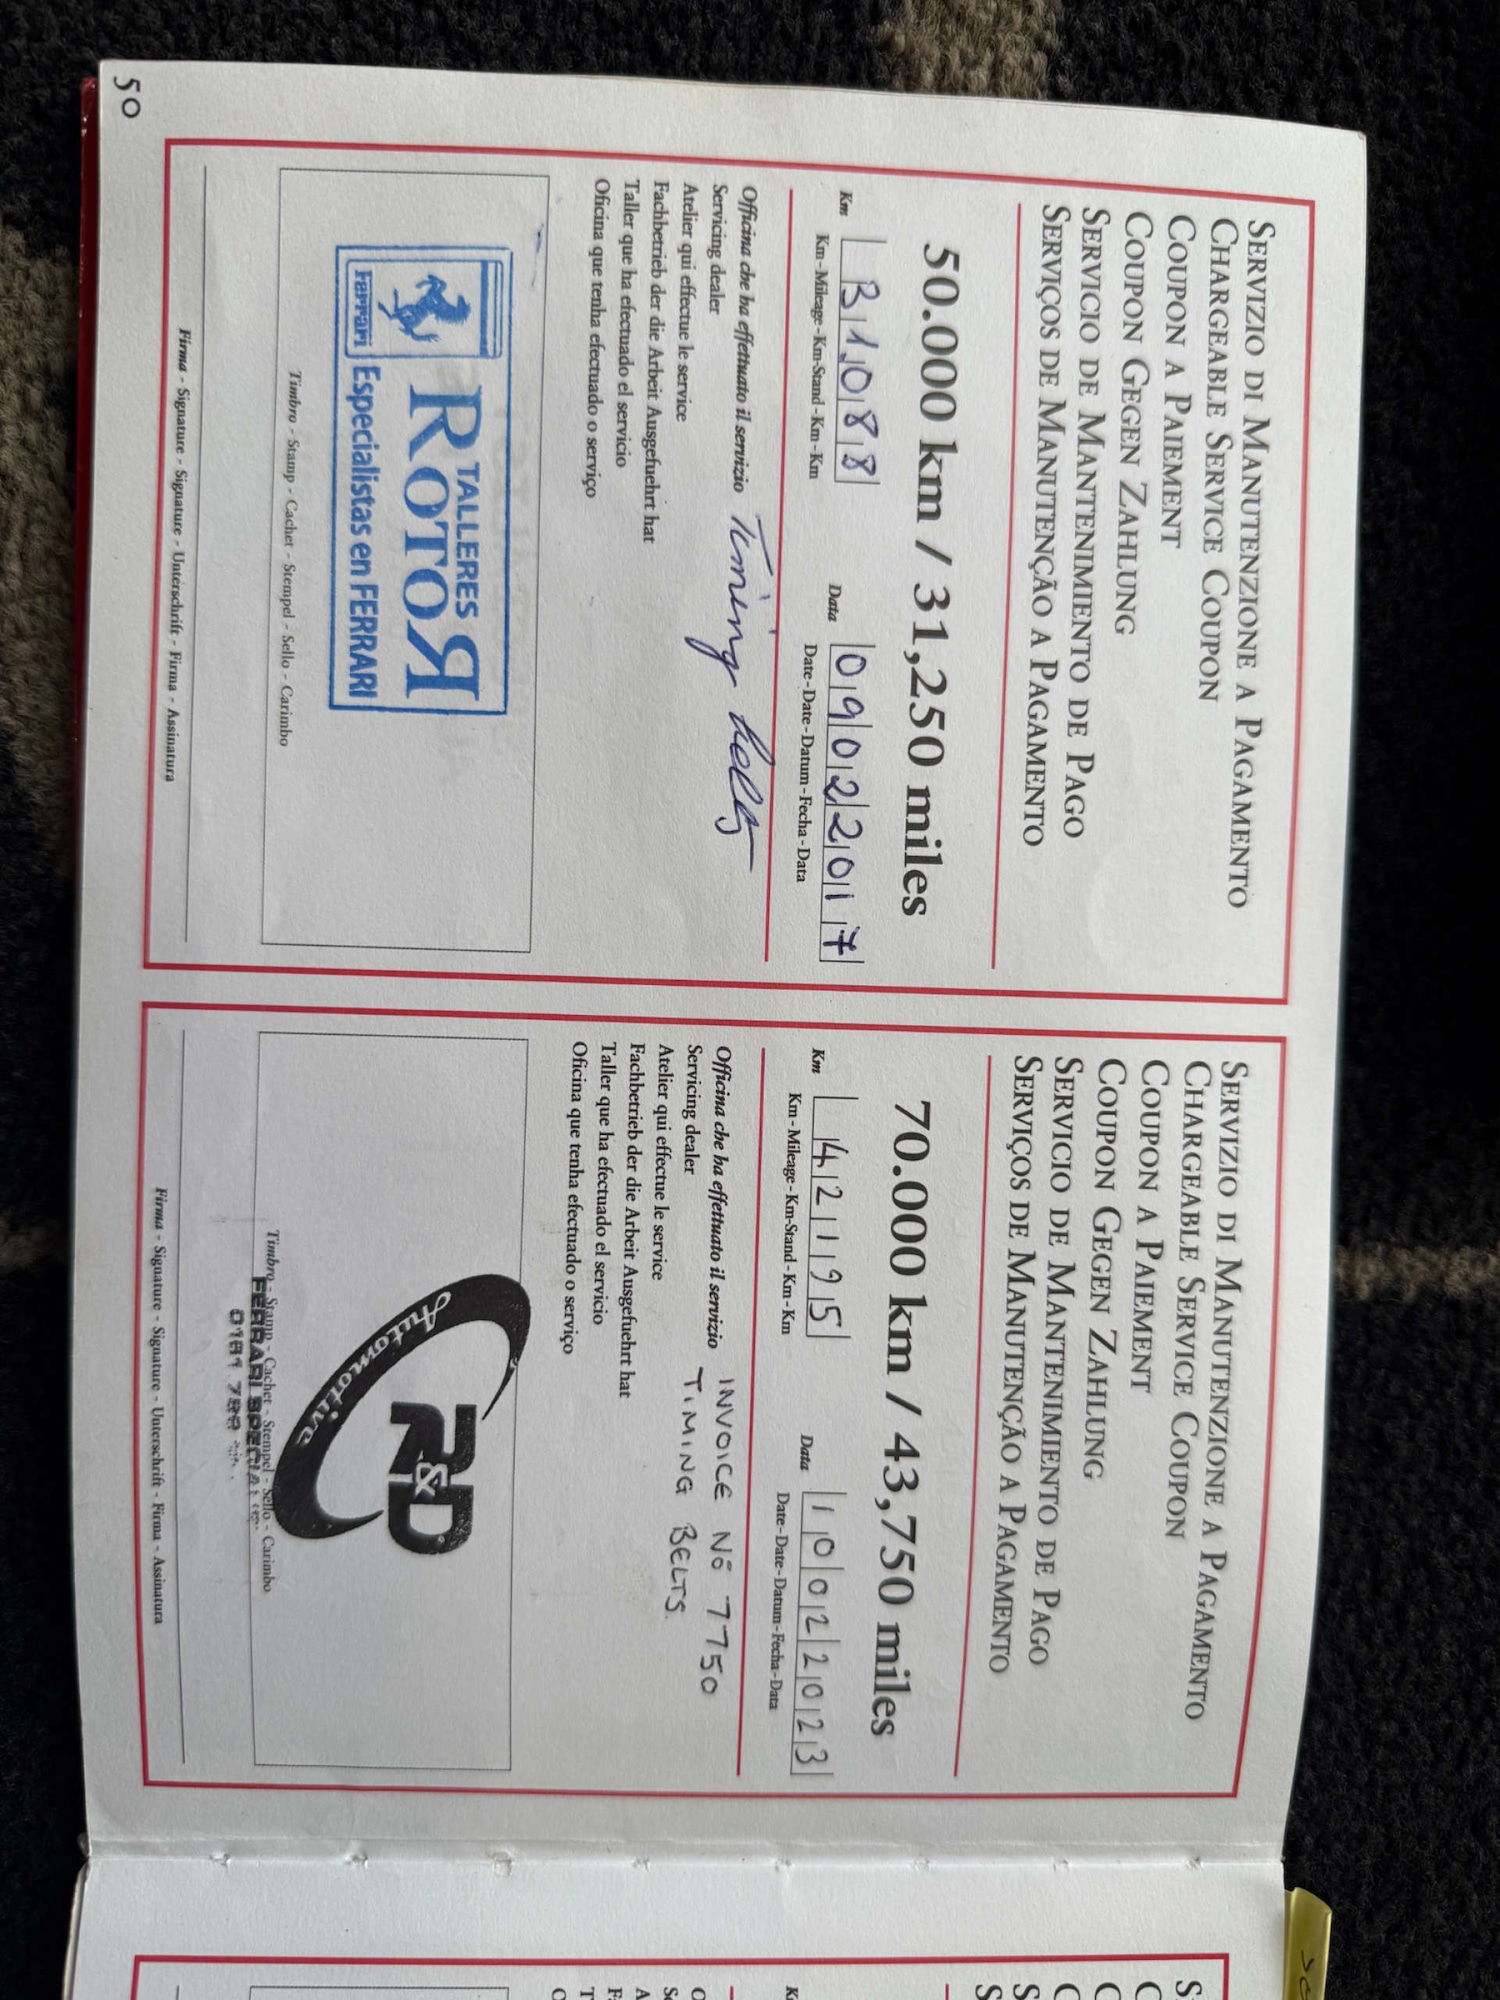 SERVIZIO DI MANUTENZIONE A PAGAMENTO
CHARGEABLE SERVICE COUPON
COUPON A PAIEMENT
COUPON GEGEN ZAHLUNG
SERVICIO DE MANTENIMIENTO DE PAGO
SERVIÇOS DE MANUTENÇÃO A PAGAMENTO
50.000 km / 31,250 miles
Km 31088 Data 09022017
Km - Mileage - Km-Stand - Km - Km Date - Date - Datum - Fecha - Data
Officina che ha effettuato il servizio Timing belts
Servicing dealer
Atelier qui effectue le service
Fachbetrieb der die Arbeit Ausgefuehrt hat
Taller que ha efectuado el servicio
Oficina que tenha efectuado o serviço
TALLERES
ROTOR
Ferrari Especialistas en FERRARI
Timbro - Stamp - Cachet - Stempel - Sello - Carimbo
Firma - Signature - Signature - Unterschrift - Firma - Assinatura
50
SERVIZIO DI MANUTENZIONE A PAGAMENTO
CHARGEABLE SERVICE COUPON
COUPON A PAIEMENT
COUPON GEGEN ZAHLUNG
SERVICIO DE MANTENIMIENTO DE PAGO
SERVIÇOS DE MANUTENÇÃO A PAGAMENTO
70.000 km / 43,750 miles
Km 42195 Data 10022023
Km - Mileage - Km-Stand - Km - Km Date - Date - Datum - Fecha - Data
Officina che ha effettuato il servizio INVOICE No 7750
Servicing dealer TIMING BELTS.
Atelier qui effectue le service
Fachbetrieb der die Arbeit Ausgefuehrt hat
Taller que ha efectuado el servicio
Oficina que tenha efectuado o serviço
R&D
Automotive
Timbro - Stamp - Cachet - Stempel - Sello - Carimbo
FERRARI
0181
Firma - Signature - Signature - Unterschrift - Firma - Assinatura